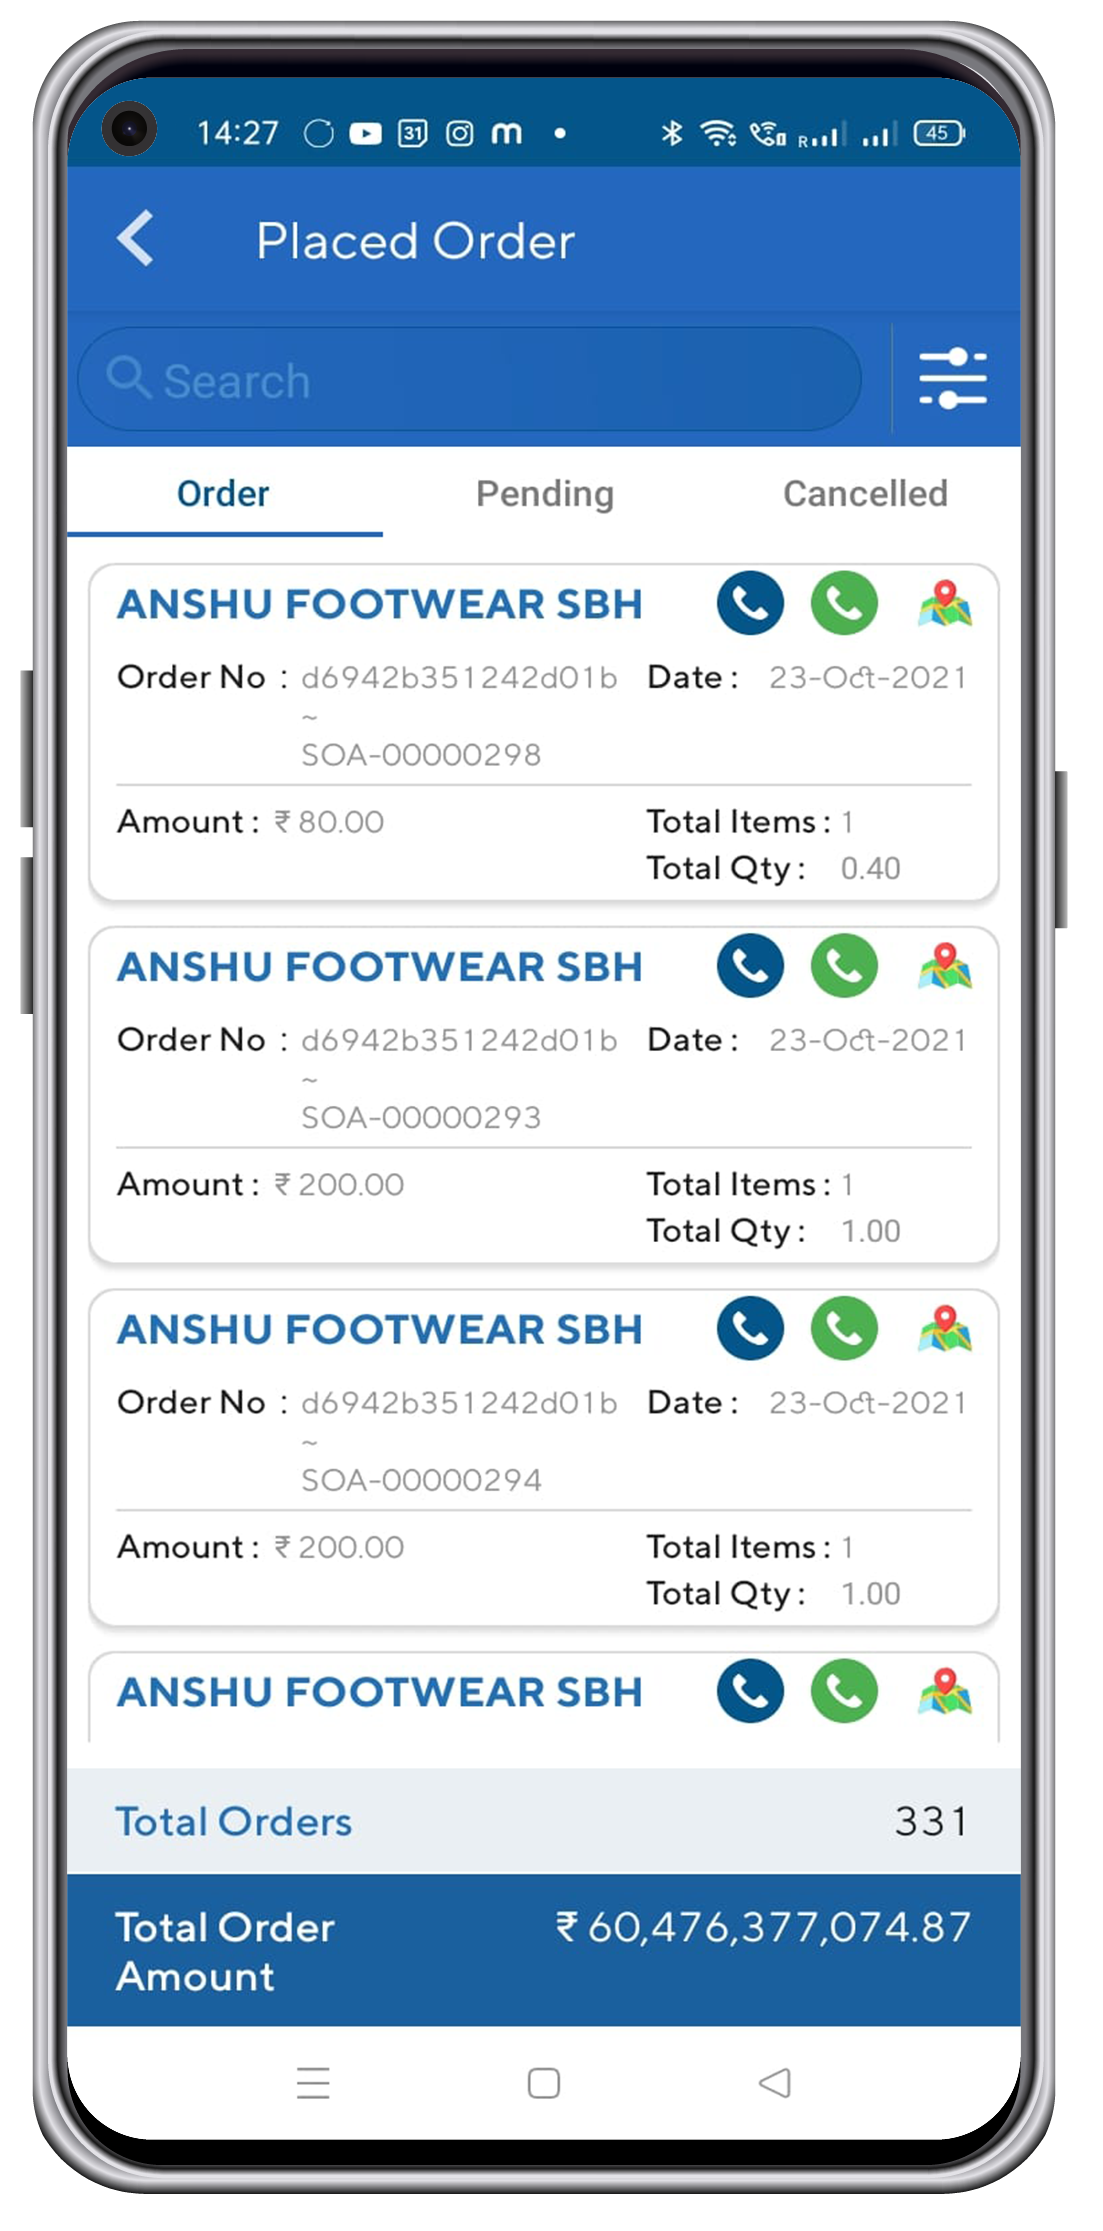 14:27 31 m R 45
Placed Order
Search
Order Pending Cancelled
ANSHU FOOTWEAR SBH
Order No : d6942b351242d01b Date : 23-Oct-2021
~
SOA-00000298
Amount : ₹ 80.00 Total Items : 1
Total Qty : 0.40
ANSHU FOOTWEAR SBH
Order No : d6942b351242d01b Date : 23-Oct-2021
~
SOA-00000293
Amount : ₹ 200.00 Total Items : 1
Total Qty : 1.00
ANSHU FOOTWEAR SBH
Order No : d6942b351242d01b Date : 23-Oct-2021
~
SOA-00000294
Amount : ₹ 200.00 Total Items : 1
Total Qty : 1.00
ANSHU FOOTWEAR SBH
Total Orders 331
Total Order ₹ 60,476,377,074.87
Amount